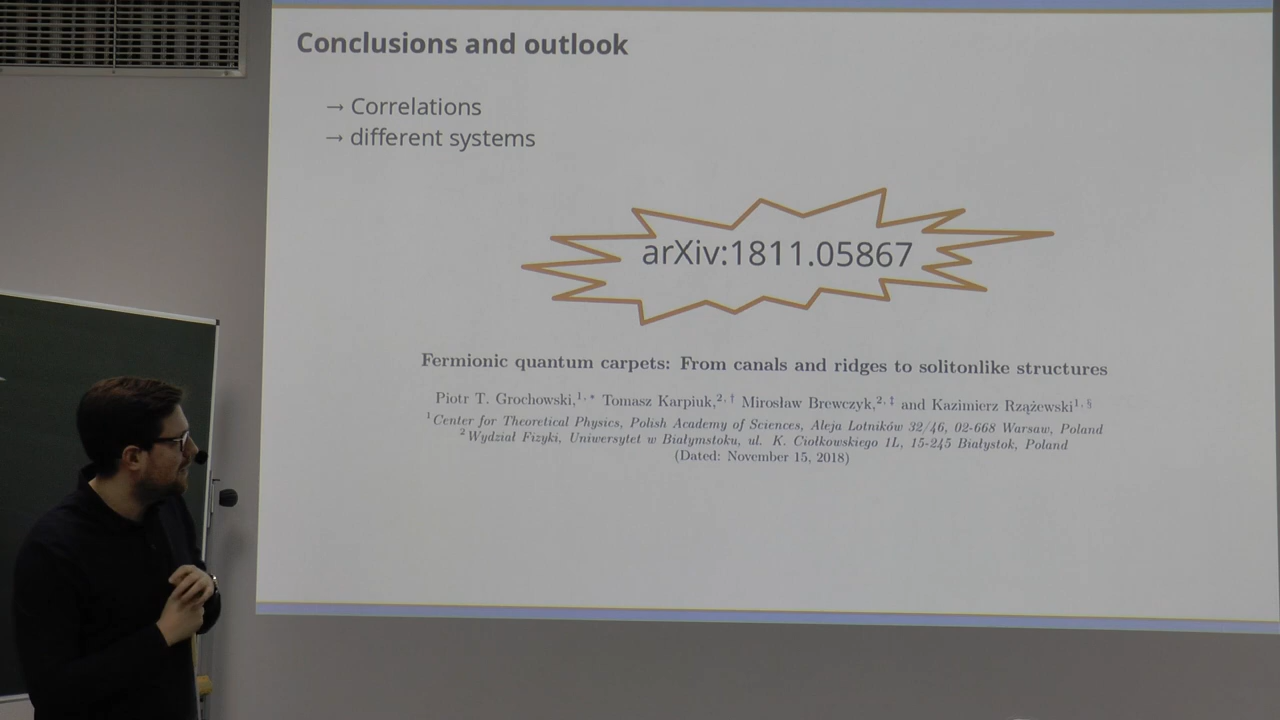 Conclusions and outlook
→ Correlations
→ different systems
arXiv:1811.05867
Fermionic quantum carpets: From canals and ridges to solitonlike structures
Piotr T. Grochowski,1, * Tomasz Karpiuk,2, † Mirosław Brewczyk,2, ‡ and Kazimierz Rzążewski1, §
1Center for Theoretical Physics, Polish Academy of Sciences, Aleja Lotników 32/46, 02-668 Warsaw, Poland
2Wydział Fizyki, Uniwersytet w Białymstoku, ul. K. Ciołkowskiego 1L, 15-245 Białystok, Poland
(Dated: November 15, 2018)